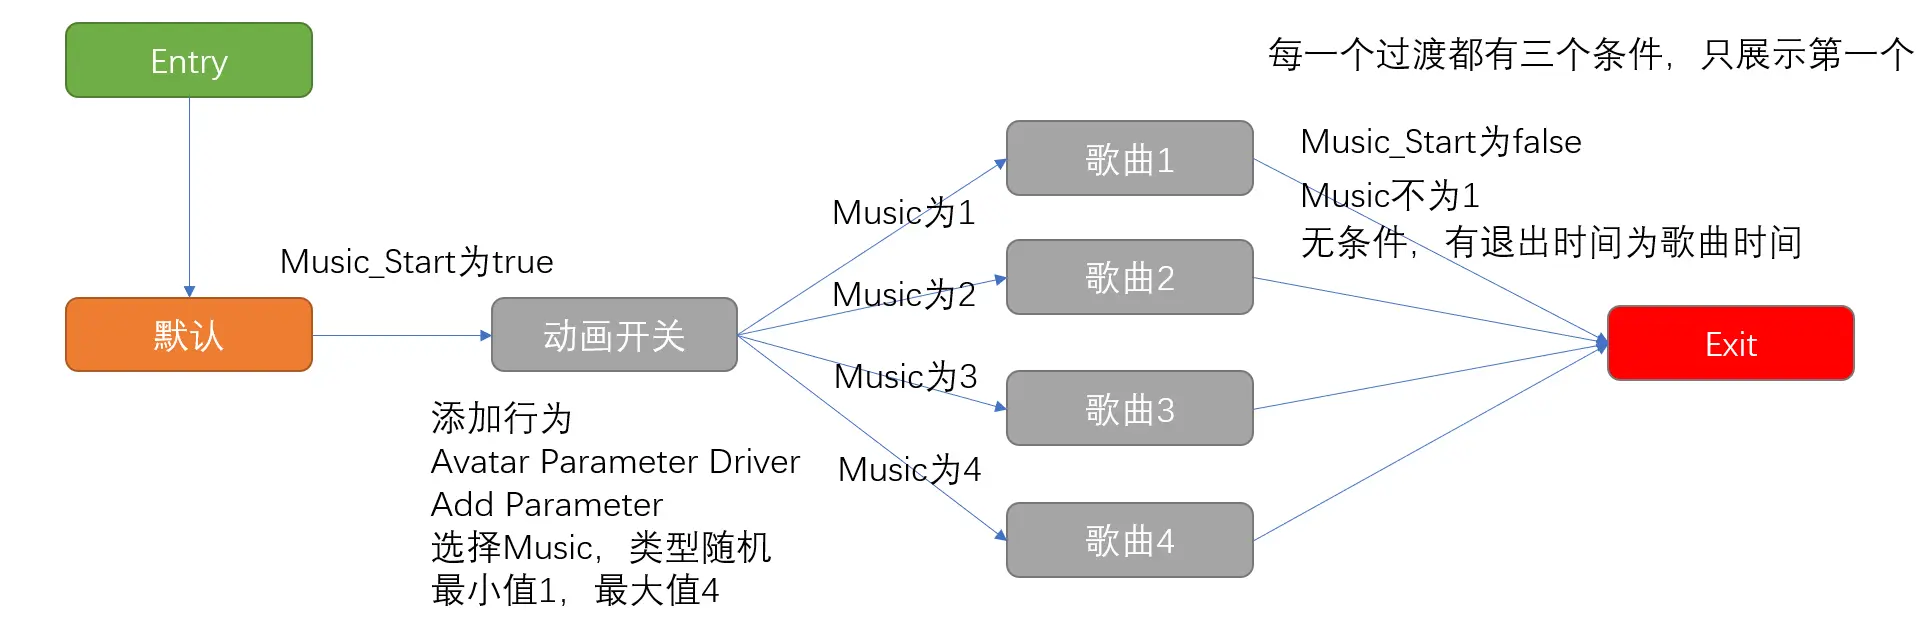 Entry
每一个过渡都有三个条件，只展示第一个
歌曲1
Music_Start为false
Music不为1
无条件，有退出时间为歌曲时间
Music为1
Music_Start为true
歌曲2
Music为2
默认
动画开关
Exit
Music为3
歌曲3
添加行为
Avatar Parameter Driver
Add Parameter
选择Music，类型随机
最小值1，最大值4
Music为4
歌曲4